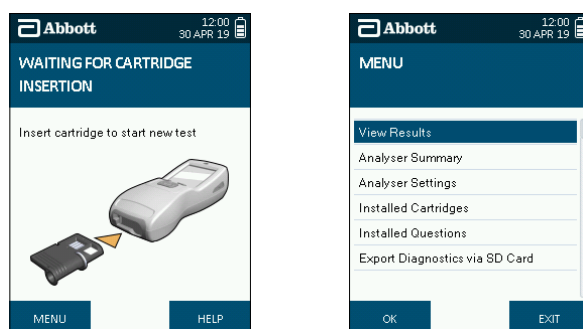 Abbott
12:00
30 APR 19
WAITING FOR CARTRIDGE
INSERTION
Insert cartridge to start new test
MENU
HELP
Abbott
12:00
30 APR 19
MENU
View Results
Analyser Summary
Analyser Settings
Installed Cartridges
Installed Questions
Export Diagnostics via SD Card
OK
EXIT